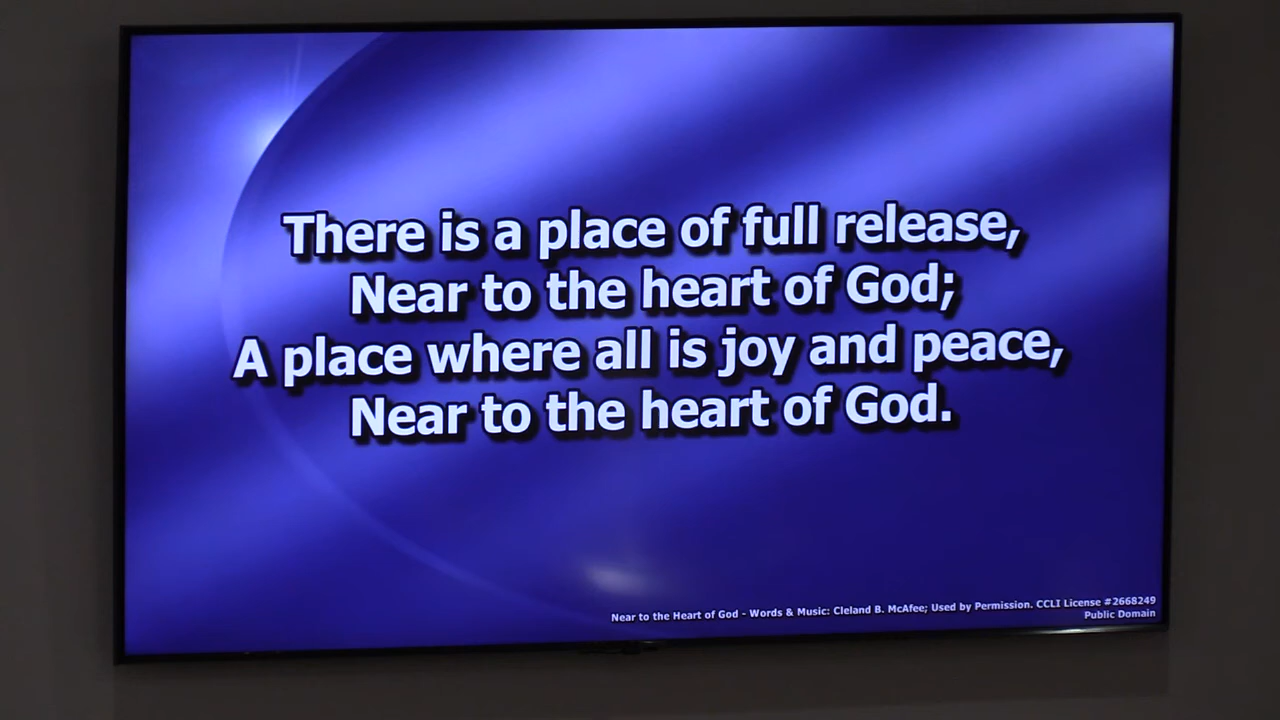 There is a place of full release,
Near to the heart of God;
A place where all is joy and peace,
Near to the heart of God.
Near to the Heart of God - Words & Music: Cleland B. McAfee; Used by Permission. CCLI License #2668249
Public Domain